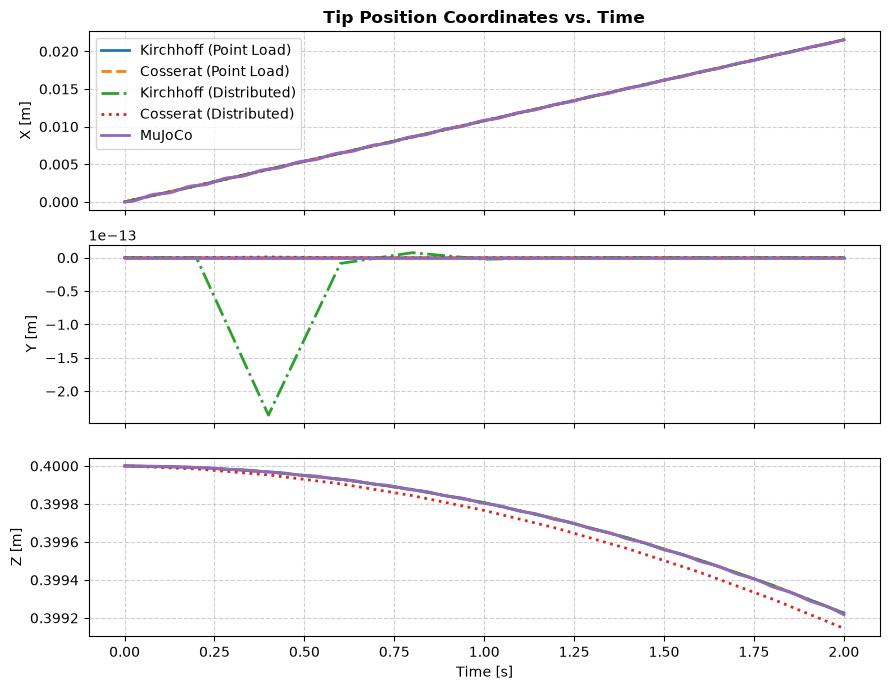 Tip Position Coordinates vs. Time
X [m]
0.020
0.015
0.010
0.005
0.000
Kirchhoff (Point Load)
Cosserat (Point Load)
Kirchhoff (Distributed)
Cosserat (Distributed)
MuJoCo
1e−13
Y [m]
0.0
−0.5
−1.0
−1.5
−2.0
Z [m]
0.4000
0.3998
0.3996
0.3994
0.3992
0.00 0.25 0.50 0.75 1.00 1.25 1.50 1.75 2.00
Time [s]